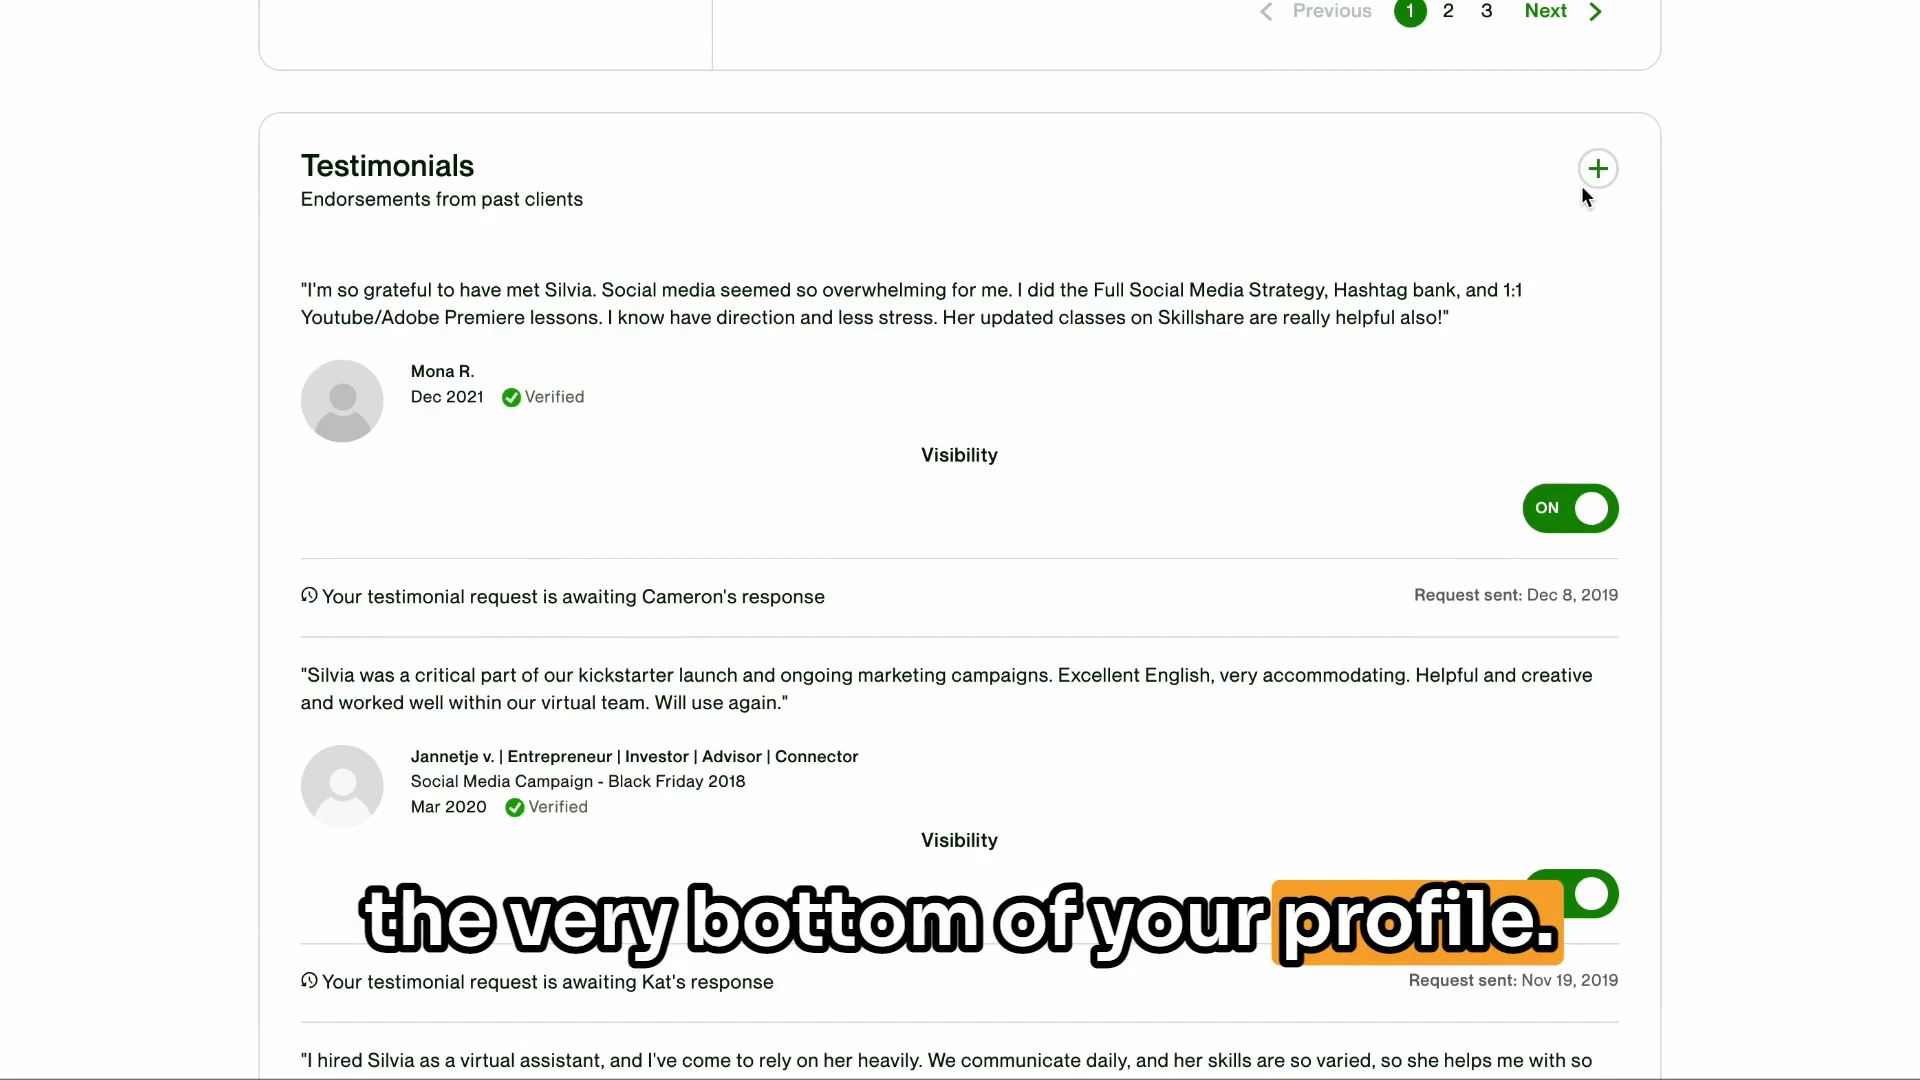 Previous 1 2 3 Next
Testimonials
Endorsements from past clients
"I'm so grateful to have met Silvia. Social media seemed so overwhelming for me. I did the Full Social Media Strategy, Hashtag bank, and 1:1
Youtube/Adobe Premiere lessons. I know have direction and less stress. Her updated classes on Skillshare are really helpful also!"
Mona R.
Dec 2021 Verified
Visibility
ON
Your testimonial request is awaiting Cameron's response Request sent: Dec 8, 2019
"Silvia was a critical part of our kickstarter launch and ongoing marketing campaigns. Excellent English, very accommodating. Helpful and creative
and worked well within our virtual team. Will use again."
Jannetje v. | Entrepreneur | Investor | Advisor | Connector
Social Media Campaign - Black Friday 2018
Mar 2020 Verified
Visibility
the very bottom of your profile.
Your testimonial request is awaiting Kat's response Request sent: Nov 19, 2019
"I hired Silvia as a virtual assistant, and I've come to rely on her heavily. We communicate daily, and her skills are so varied, so she helps me with so